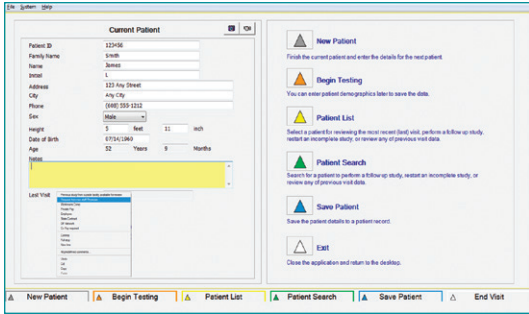 File System Help
Current Patient
Patient ID 123456
Family Name Smith
Name James
Initial L
Address 123 Any Street
City Any City
Phone (888) 555-1212
Sex Male
Height 5 feet 11 inch
Date of Birth 07/14/1960
Age 52 Years 5 Months
Notes
Last Visit
New Patient
Finish the current patient and enter the details for the next patient.
Begin Testing
You can enter patient demographics later to save the data.
Patient List
Select a patient for reviewing the most recent (last) visit, perform a follow up study,
restart an incomplete study, or review any of previous visit data.
Patient Search
Search for a patient to perform a follow up study, restart an incomplete study, or
review any of previous visit data.
Save Patient
Save the patient details to a patient record.
Exit
Close the application and return to the desktop.
New Patient Begin Testing Patient List Patient Search Save Patient End Visit